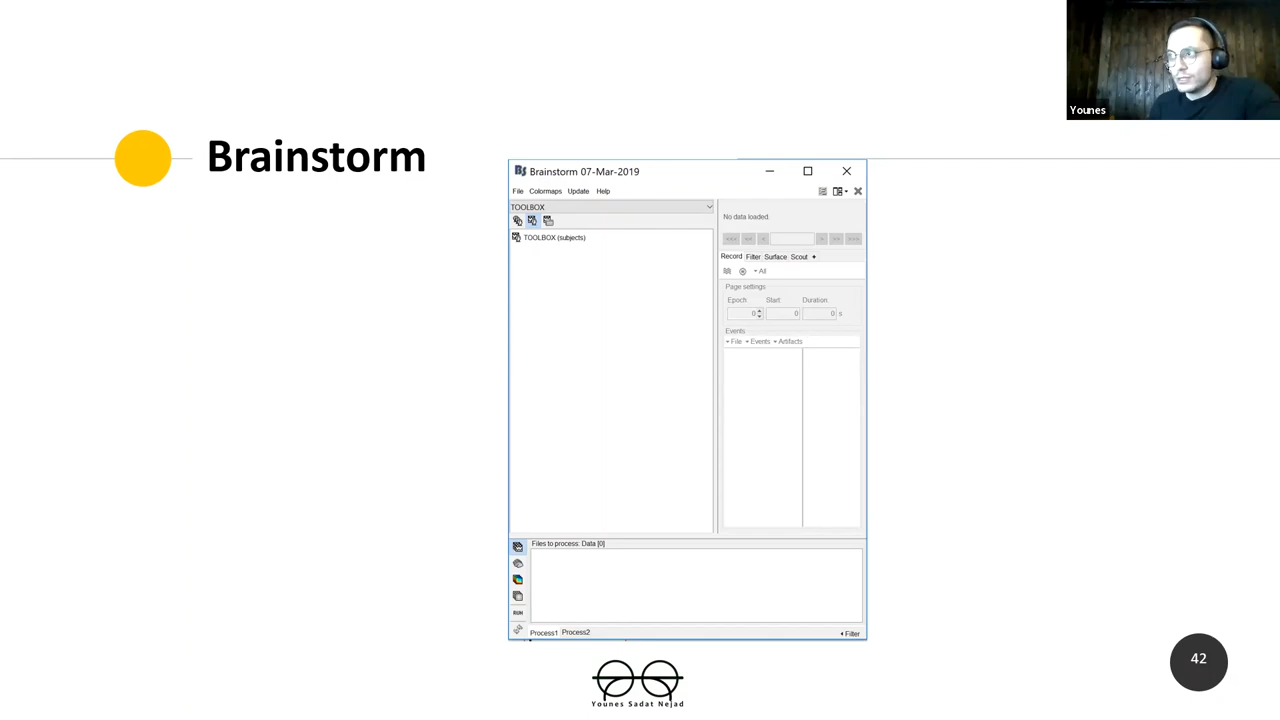 Younes
Brainstorm
Bs Brainstorm 07-Mar-2019
File Colormaps Update Help
TOOLBOX
No data loaded.
TOOLBOX (subjects)
<<< << < > >> >>>
Record Filter Surface Scout +
All
Page settings
Epoch: Start: Duration:
0 0 0 s
Events
File Events Artifacts
Files to process: Data [0]
RUN
Process1 Process2 Filter
42
Younes Sadat Nejad